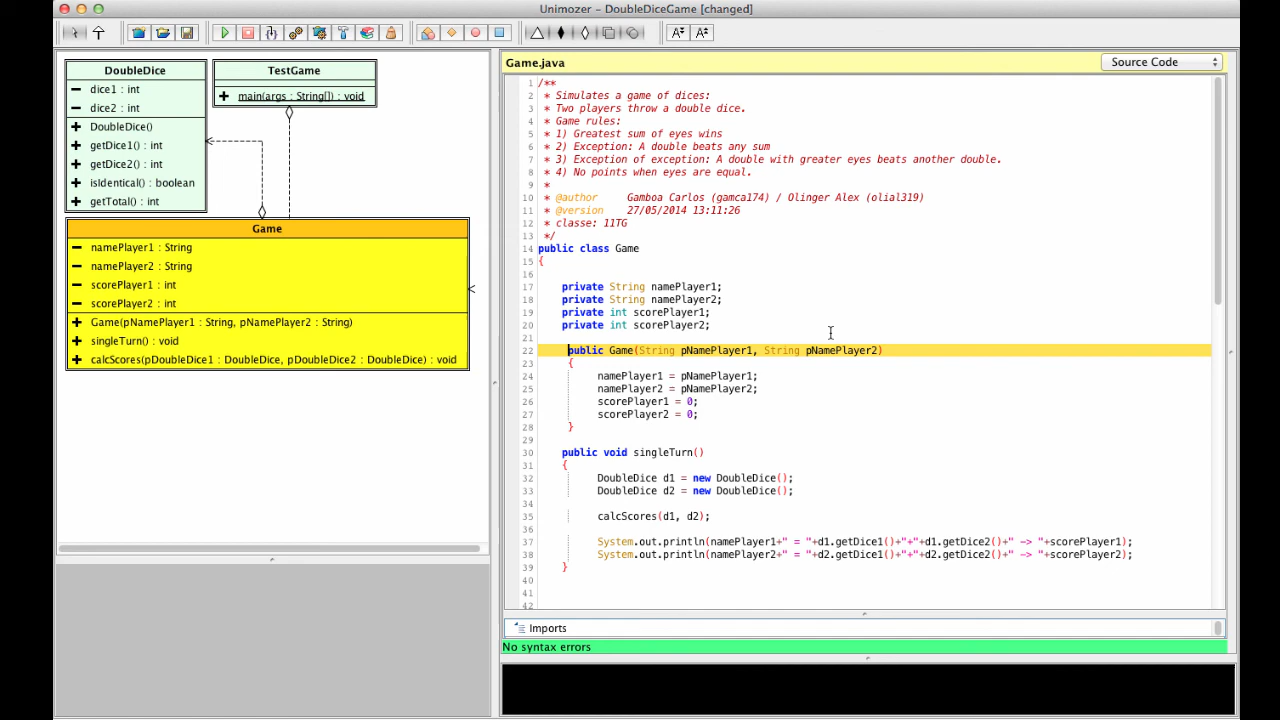 Unimozer - DoubleDiceGame [changed]
DoubleDice
dice1 : int
dice2 : int
DoubleDice()
getDice1() : int
getDice2() : int
isIdentical() : boolean
getTotal() : int
TestGame
main(args : String[]) : void
Game
namePlayer1 : String
namePlayer2 : String
scorePlayer1 : int
scorePlayer2 : int
Game(pNamePlayer1 : String, pNamePlayer2 : String)
singleTurn() : void
calcScores(pDoubleDice1 : DoubleDice, pDoubleDice2 : DoubleDice) : void
Game.java
Source Code
1 /**
2 * Simulates a game of dices:
3 * Two players throw a double dice.
4 * Game rules:
5 * 1) Greatest sum of eyes wins
6 * 2) Exception: A double beats any sum
7 * 3) Exception of exception: A double with greater eyes beats another double.
8 * 4) No points when eyes are equal.
9 *
10 * @author Gamboa Carlos (gamca174) / Olinger Alex (olial319)
11 * @version 27/05/2014 13:11:26
12 * classe: 11TG
13 */
14 public class Game
15 {
16
17 private String namePlayer1;
18 private String namePlayer2;
19 private int scorePlayer1;
20 private int scorePlayer2;
21
22 public Game(String pNamePlayer1, String pNamePlayer2)
23 {
24 namePlayer1 = pNamePlayer1;
25 namePlayer2 = pNamePlayer2;
26 scorePlayer1 = 0;
27 scorePlayer2 = 0;
28 }
29
30 public void singleTurn()
31 {
32 DoubleDice d1 = new DoubleDice();
33 DoubleDice d2 = new DoubleDice();
34
35 calcScores(d1, d2);
36
37 System.out.println(namePlayer1+" = "+d1.getDice1()+"+"+d1.getDice2()+" -> "+scorePlayer1);
38 System.out.println(namePlayer2+" = "+d2.getDice1()+"+"+d2.getDice2()+" -> "+scorePlayer2);
39 }
40
41
42
Imports
No syntax errors